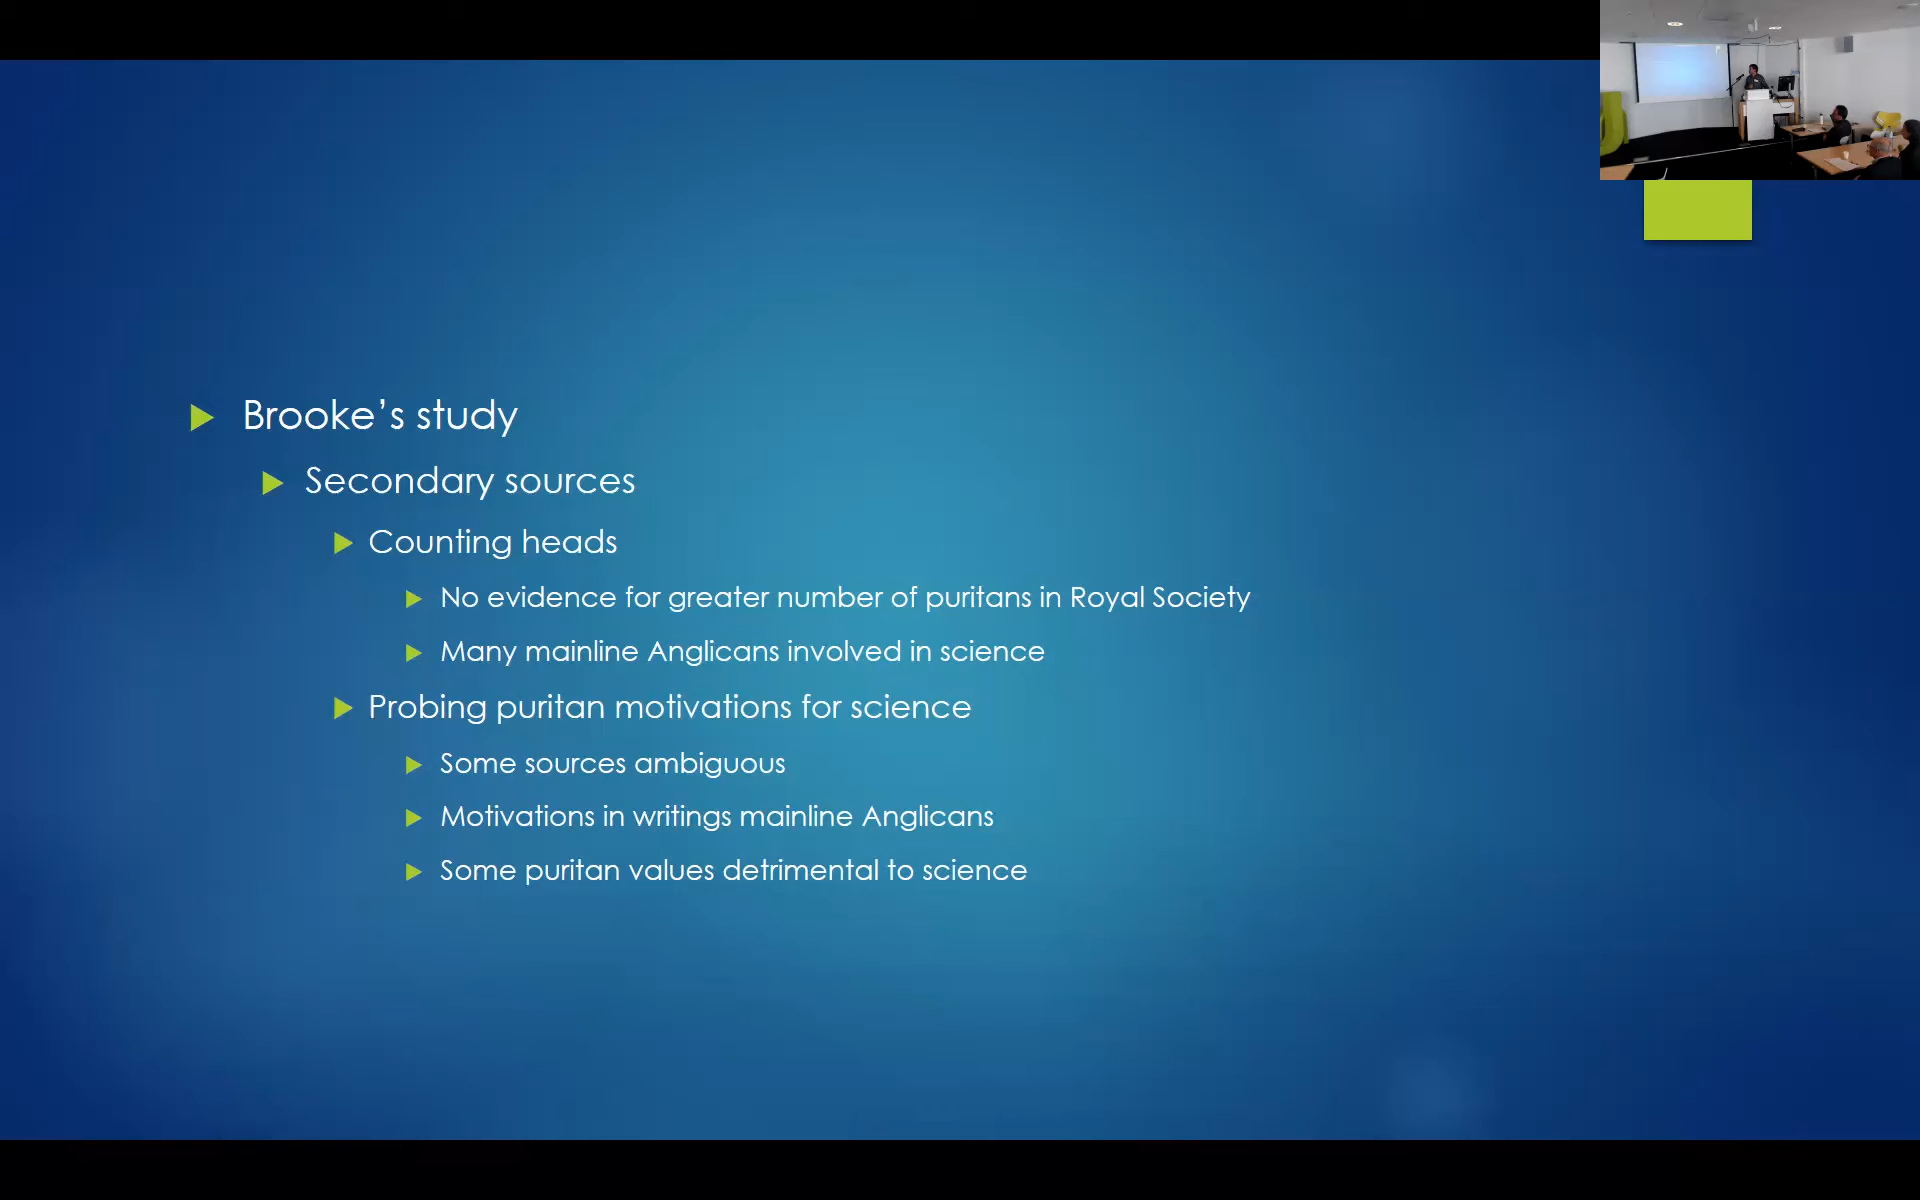 Brooke’s study
Secondary sources
Counting heads
No evidence for greater number of puritans in Royal Society
Many mainline Anglicans involved in science
Probing puritan motivations for science
Some sources ambiguous
Motivations in writings mainline Anglicans
Some puritan values detrimental to science